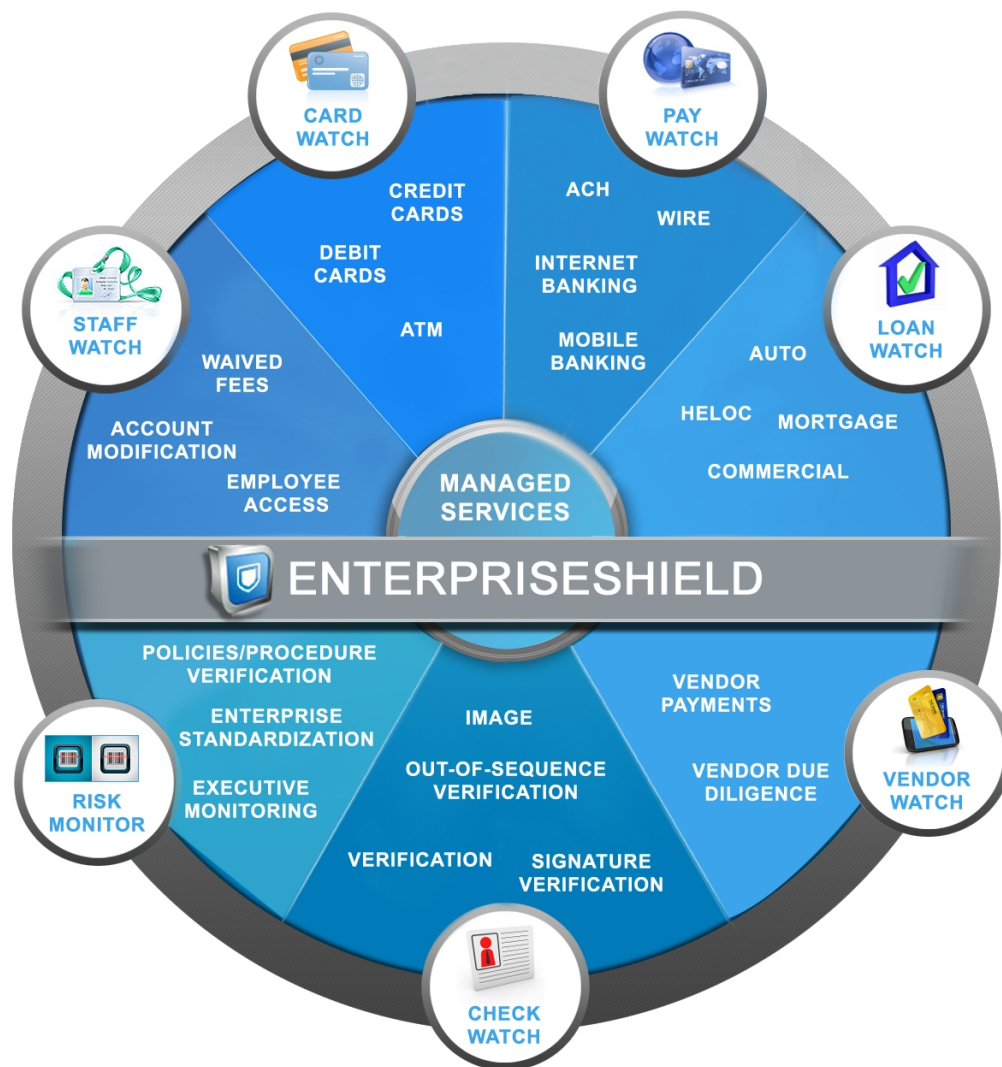 CARD
WATCH
PAY
WATCH
CREDIT
CARDS
ACH
WIRE
DEBIT
CARDS
INTERNET
BANKING
ATM
MOBILE
BANKING
STAFF
WATCH
LOAN
WATCH
WAIVED
FEES
AUTO
ACCOUNT
MODIFICATION
HELOC
MORTGAGE
EMPLOYEE
ACCESS
COMMERCIAL
MANAGED
SERVICES
ENTERPRISESHIELD
POLICIES/PROCEDURE
VERIFICATION
ENTERPRISE
STANDARDIZATION
EXECUTIVE
MONITORING
IMAGE
OUT-OF-SEQUENCE
VERIFICATION
VERIFICATION
SIGNATURE
VERIFICATION
VENDOR
PAYMENTS
VENDOR DUE
DILIGENCE
RISK
MONITOR
VENDOR
WATCH
CHECK
WATCH